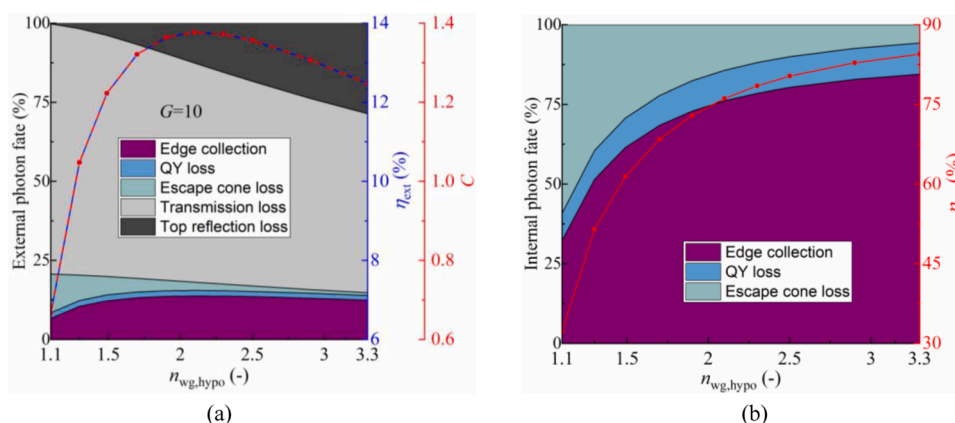 100
75
50
25
0
External photon fate (%)
G=10
Edge collection
QY loss
Escape cone loss
Transmission loss
Top reflection loss
14
12
10
8
6
η_ext (%)
1.4
1.2
1.0
0.8
0.6
C
1.1 1.5 2 2.5 3 3.3
n_wg,hypo (-)
(a)
100
75
50
25
0
Internal photon fate (%)
Edge collection
QY loss
Escape cone loss
90
75
60
45
30
(%)
1.1 1.5 2 2.5 3 3.3
n_wg,hypo (-)
(b)